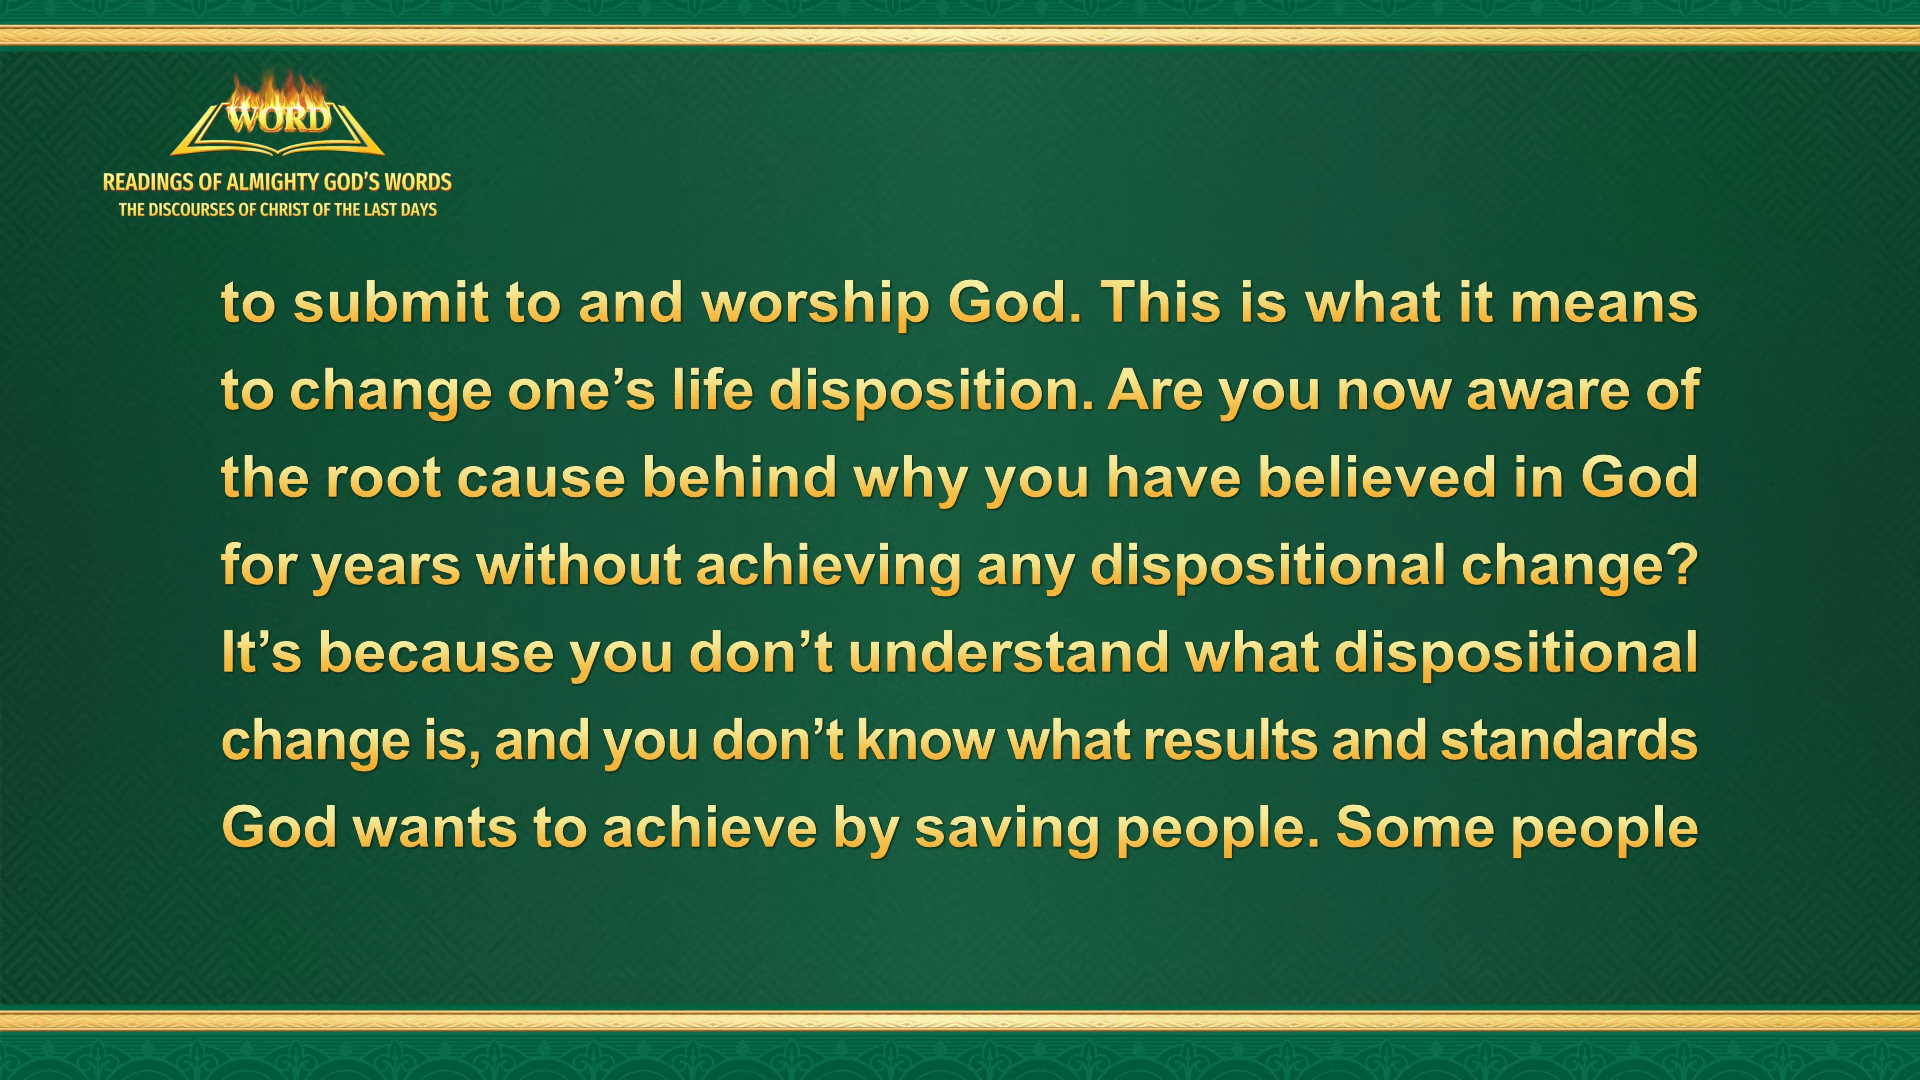 WORD
READINGS OF ALMIGHTY GOD’S WORDS
THE DISCOURSES OF CHRIST OF THE LAST DAYS
to submit to and worship God. This is what it means
to change one’s life disposition. Are you now aware of
the root cause behind why you have believed in God
for years without achieving any dispositional change?
It’s because you don’t understand what dispositional
change is, and you don’t know what results and standards
God wants to achieve by saving people. Some people